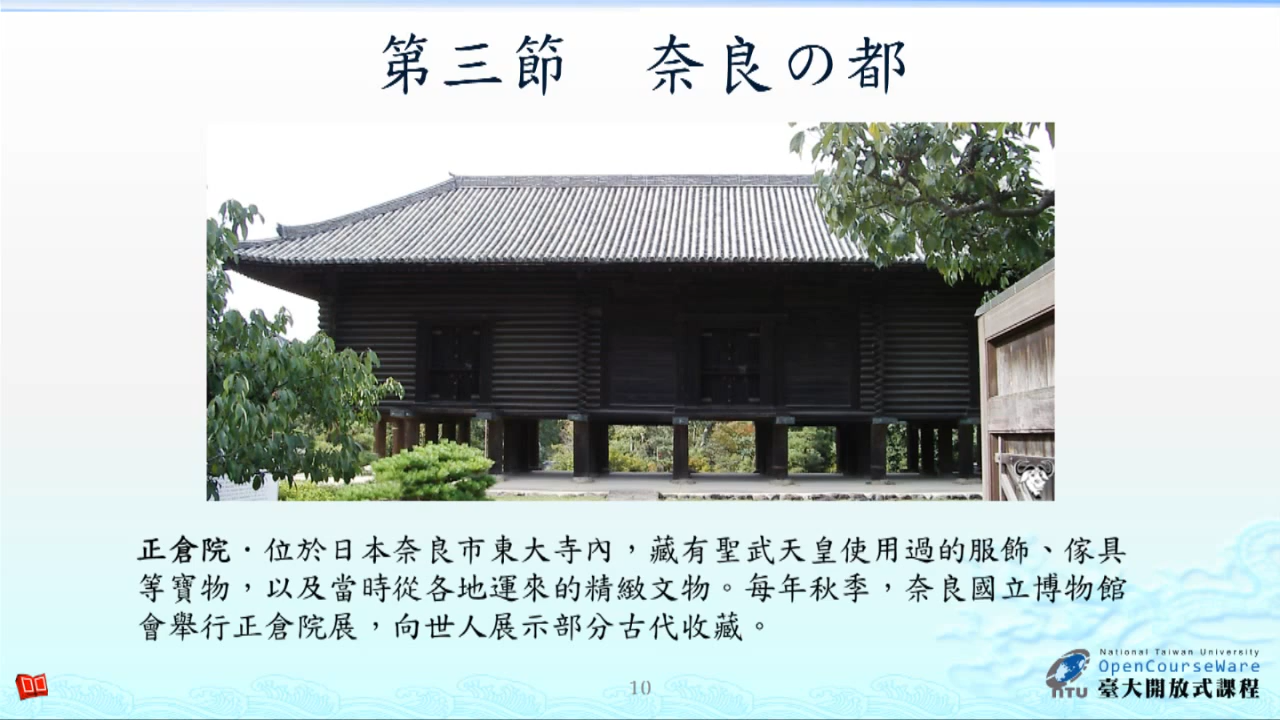 第三節　奈良の都
正倉院．位於日本奈良市東大寺內，藏有聖武天皇使用過的服飾、傢具
等寶物，以及當時從各地運來的精緻文物。每年秋季，奈良國立博物館
會舉行正倉院展，向世人展示部分古代收藏。
10
National Taiwan University
OpenCourseWare
NTU 臺大開放式課程